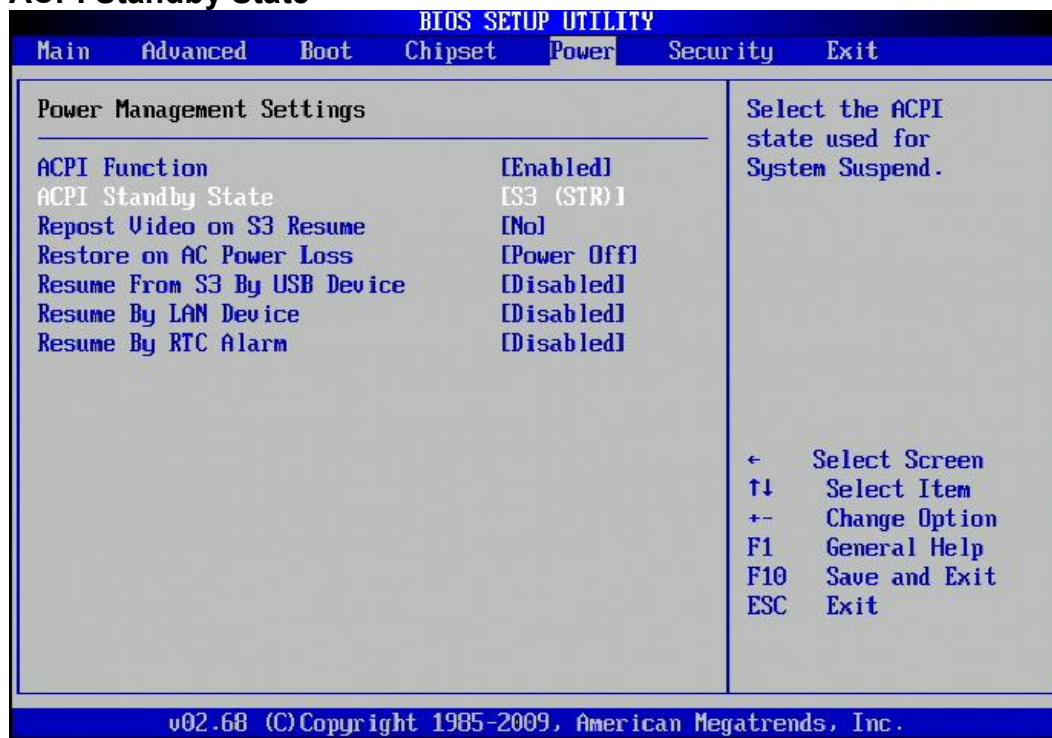 ACPI Standby State
BIOS SETUP UTILITY
Main Advanced Boot Chipset Power Security Exit
Power Management Settings
ACPI Function [Enabled]
ACPI Standby State [S3 (STR)]
Repost Video on S3 Resume [No]
Restore on AC Power Loss [Power Off]
Resume From S3 By USB Device [Disabled]
Resume By LAN Device [Disabled]
Resume By RTC Alarm [Disabled]
Select the ACPI
state used for
System Suspend.
← Select Screen
↑↓ Select Item
+- Change Option
F1 General Help
F10 Save and Exit
ESC Exit
v02.68 (C)Copyright 1985-2009, American Megatrends, Inc.